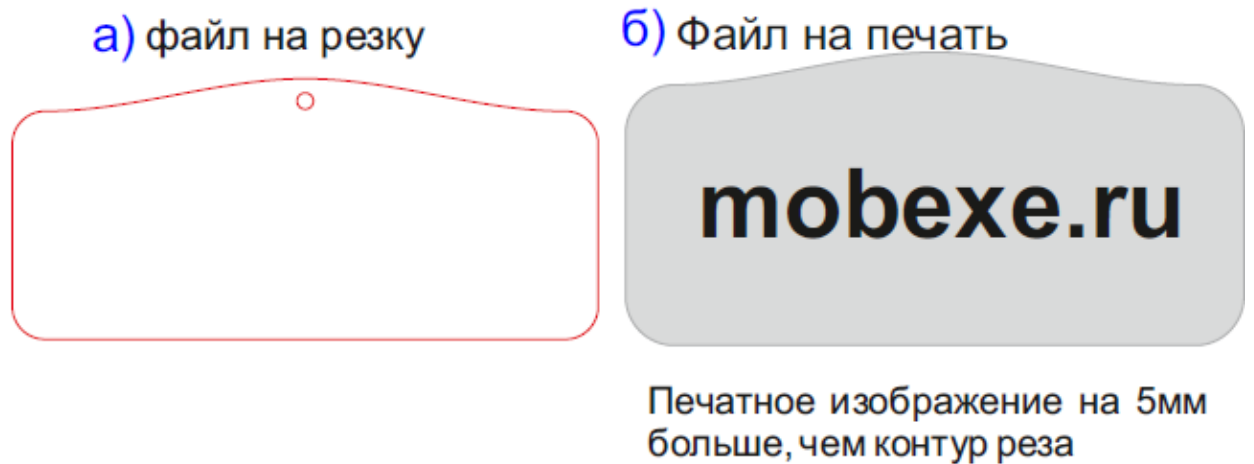 а) файл на резку
б) Файл на печать
mobexe.ru
Печатное изображение на 5мм
больше, чем контур реза